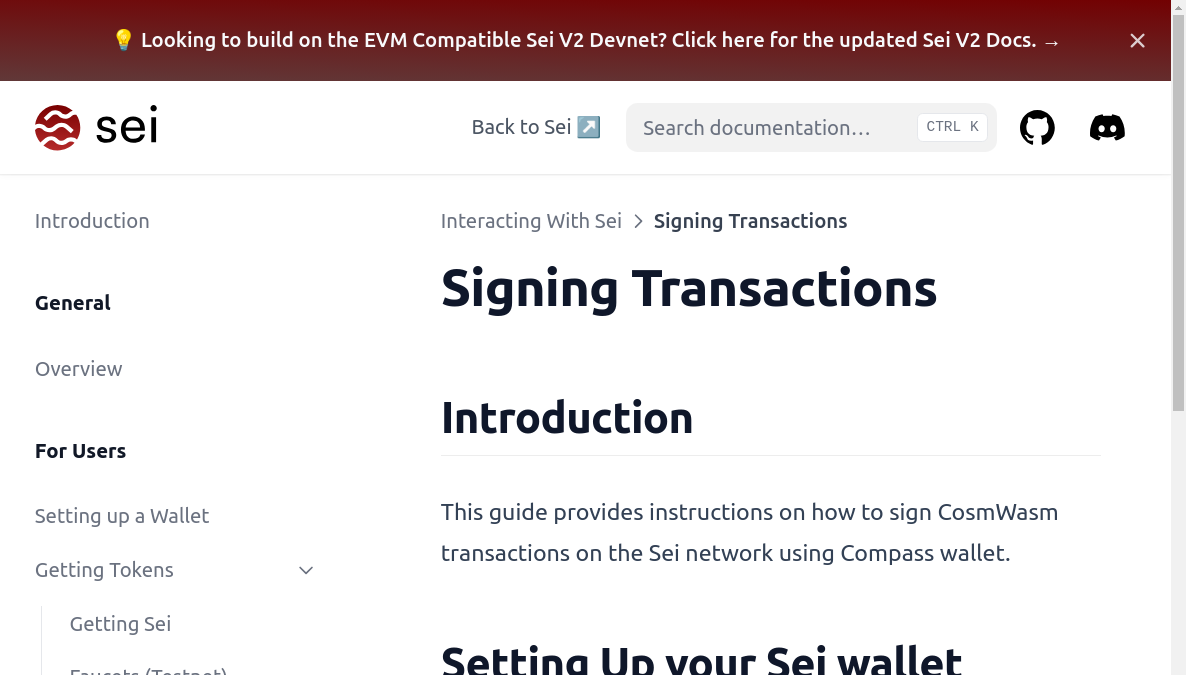 💡 Looking to build on the EVM Compatible Sei V2 Devnet? Click here for the updated Sei V2 Docs. →
sei
Back to Sei ↗️
Search documentation…
CTRL K
Introduction
General
Overview
For Users
Setting up a Wallet
Getting Tokens
Getting Sei
Faucets (Testnet)
Interacting With Sei > Signing Transactions
Signing Transactions
Introduction
This guide provides instructions on how to sign CosmWasm
transactions on the Sei network using Compass wallet.
Setting Up your Sei wallet